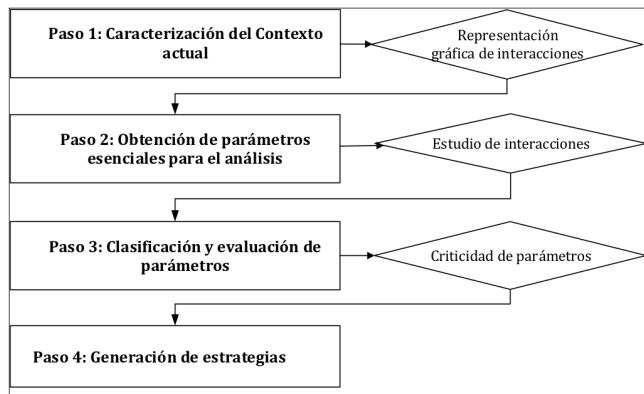 Paso 1: Caracterización del Contexto
actual
Representación
gráfica de interacciones
Paso 2: Obtención de parámetros
esenciales para el análisis
Estudio de interacciones
Paso 3: Clasificación y evaluación de
parámetros
Criticidad de parámetros
Paso 4: Generación de estrategias